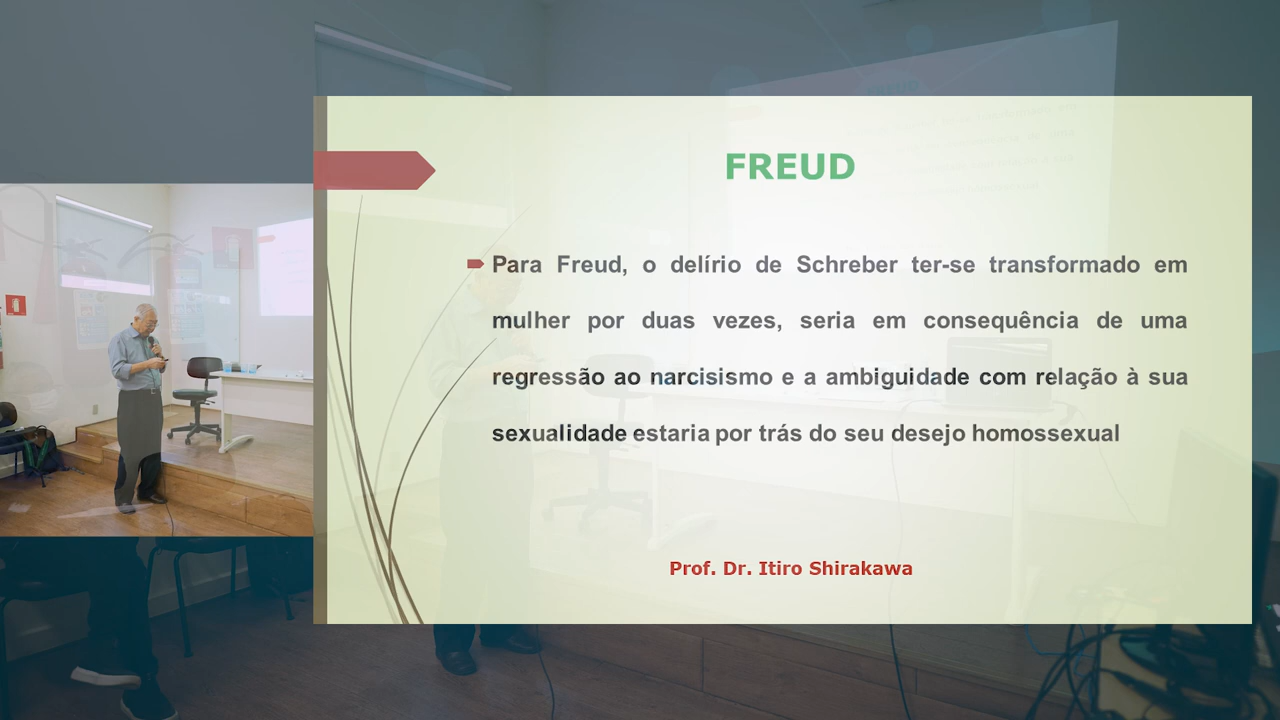 FREUD
Para Freud, o delírio de Schreber ter-se transformado em
mulher por duas vezes, seria em consequência de uma
regressão ao narcisismo e a ambiguidade com relação à sua
sexualidade estaria por trás do seu desejo homossexual
Prof. Dr. Itiro Shirakawa